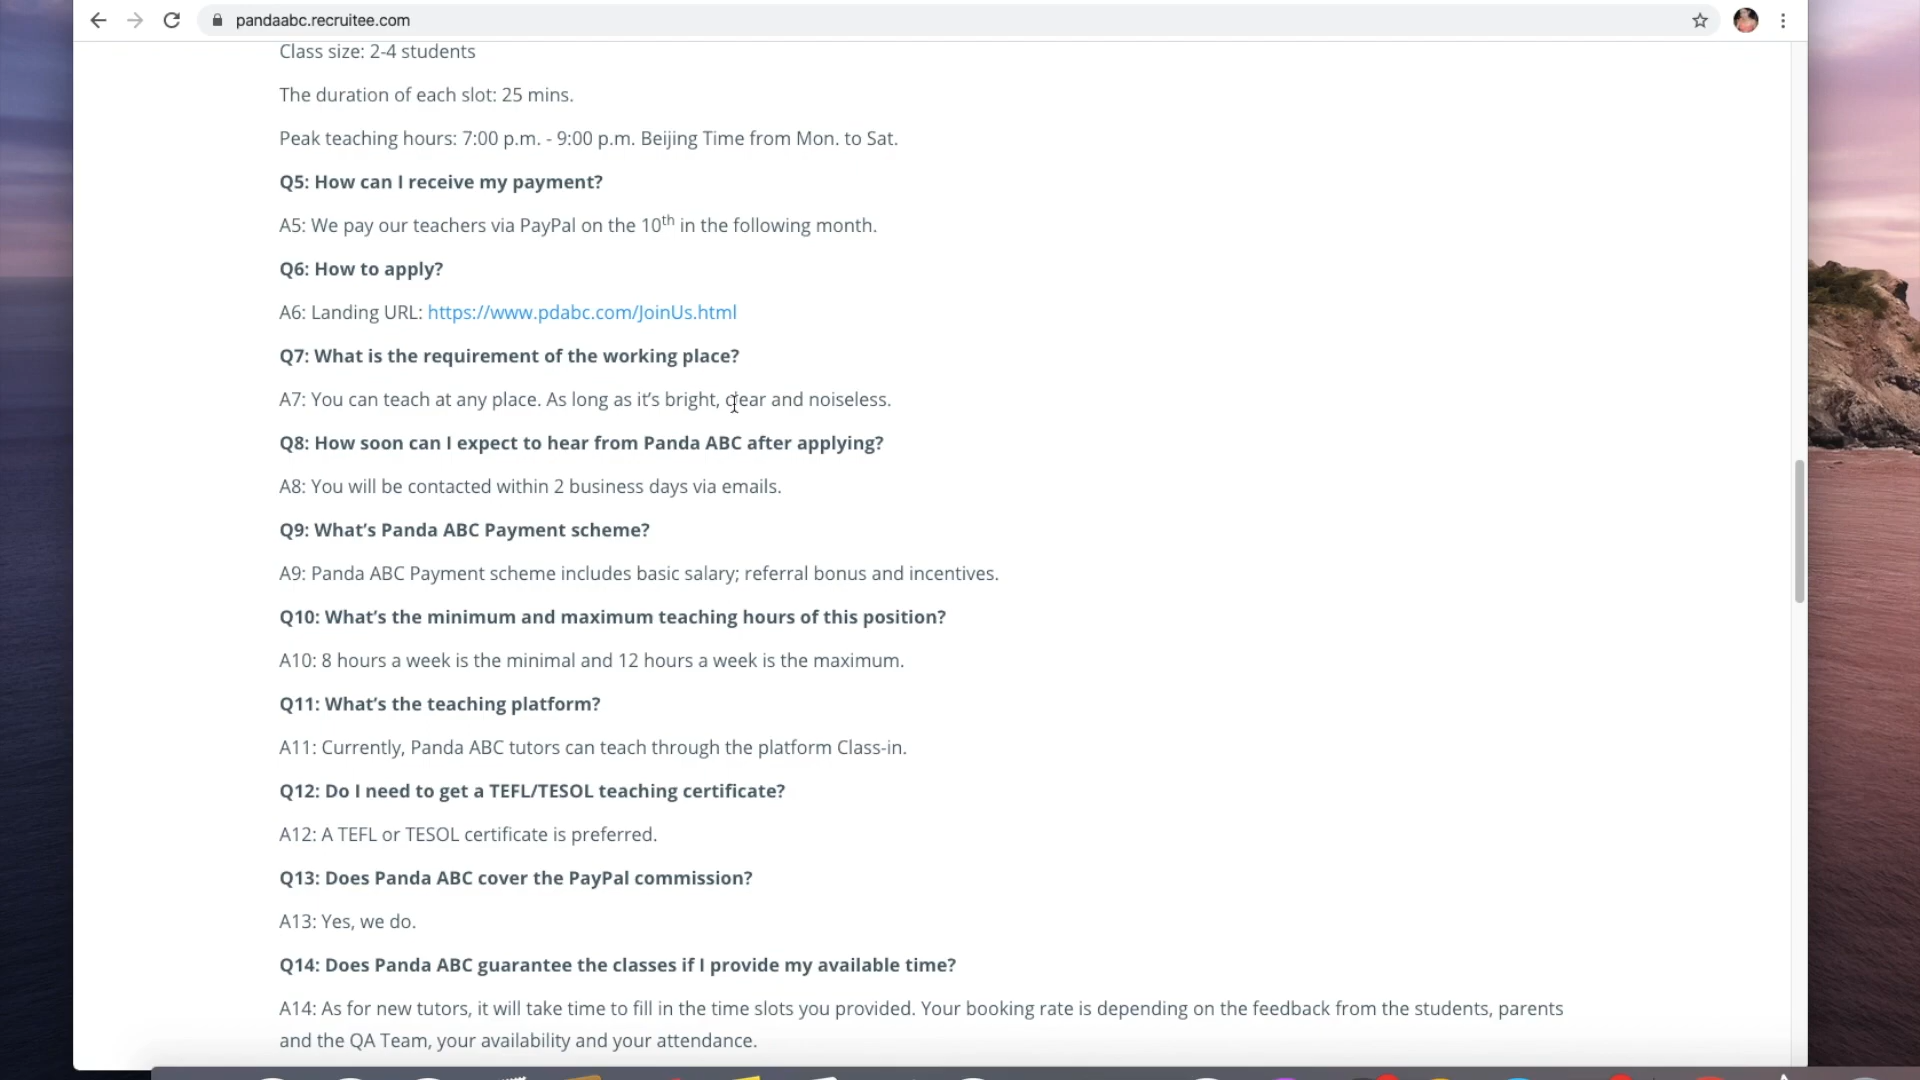 pandaabc.recruitee.com
Class size: 2-4 students
The duration of each slot: 25 mins.
Peak teaching hours: 7:00 p.m. - 9:00 p.m. Beijing Time from Mon. to Sat.
Q5: How can I receive my payment?
A5: We pay our teachers via PayPal on the 10th in the following month.
Q6: How to apply?
A6: Landing URL: https://www.pdabc.com/JoinUs.html
Q7: What is the requirement of the working place?
A7: You can teach at any place. As long as it’s bright, clear and noiseless.
Q8: How soon can I expect to hear from Panda ABC after applying?
A8: You will be contacted within 2 business days via emails.
Q9: What’s Panda ABC Payment scheme?
A9: Panda ABC Payment scheme includes basic salary; referral bonus and incentives.
Q10: What’s the minimum and maximum teaching hours of this position?
A10: 8 hours a week is the minimal and 12 hours a week is the maximum.
Q11: What’s the teaching platform?
A11: Currently, Panda ABC tutors can teach through the platform Class-in.
Q12: Do I need to get a TEFL/TESOL teaching certificate?
A12: A TEFL or TESOL certificate is preferred.
Q13: Does Panda ABC cover the PayPal commission?
A13: Yes, we do.
Q14: Does Panda ABC guarantee the classes if I provide my available time?
A14: As for new tutors, it will take time to fill in the time slots you provided. Your booking rate is depending on the feedback from the students, parents
and the QA Team, your availability and your attendance.